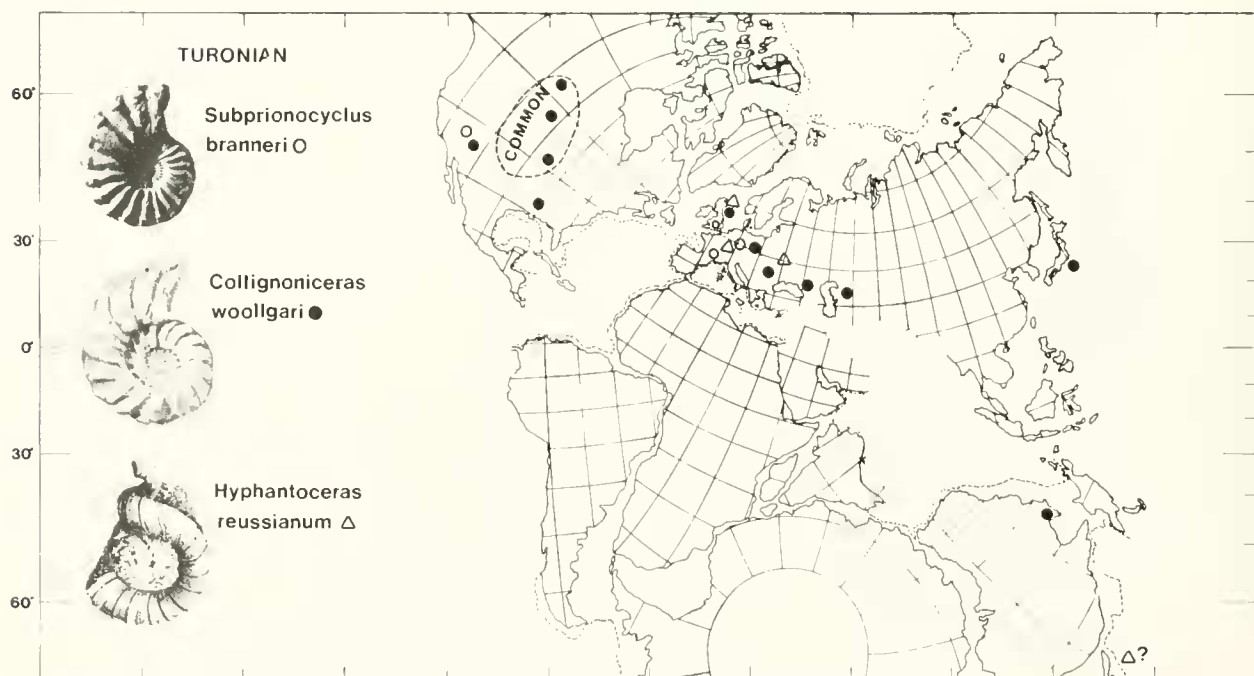 TURONIAN
60°
Subprionocyclus
branneri O
COMMON
30°
Collignoniceras
woollgari ●
0°
30°
Hyphantoceras
reussianum △
60°
△?